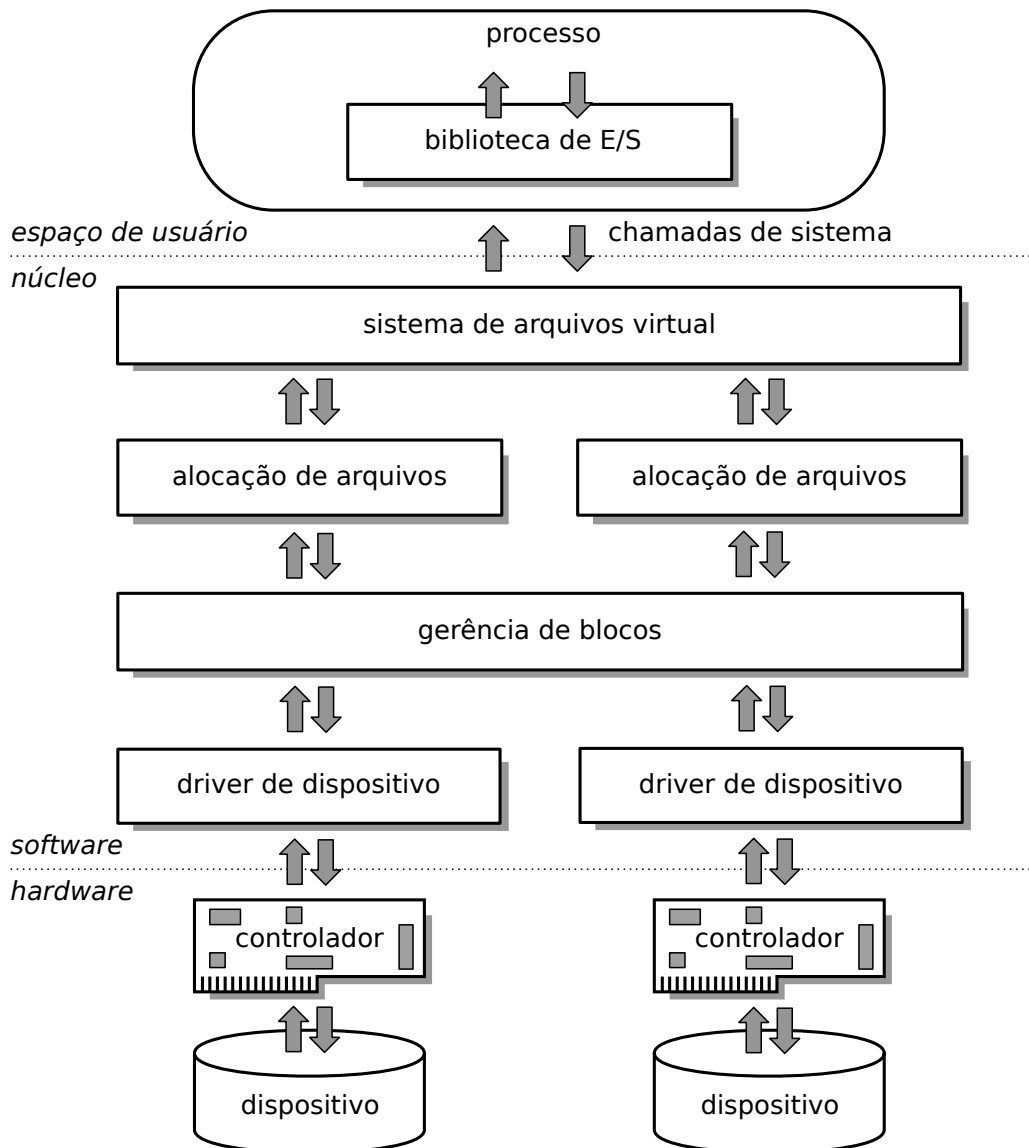 processo
biblioteca de E/S
espaço de usuário
chamadas de sistema
núcleo
sistema de arquivos virtual
alocação de arquivos
alocação de arquivos
gerência de blocos
driver de dispositivo
driver de dispositivo
software
hardware
controlador
controlador
dispositivo
dispositivo